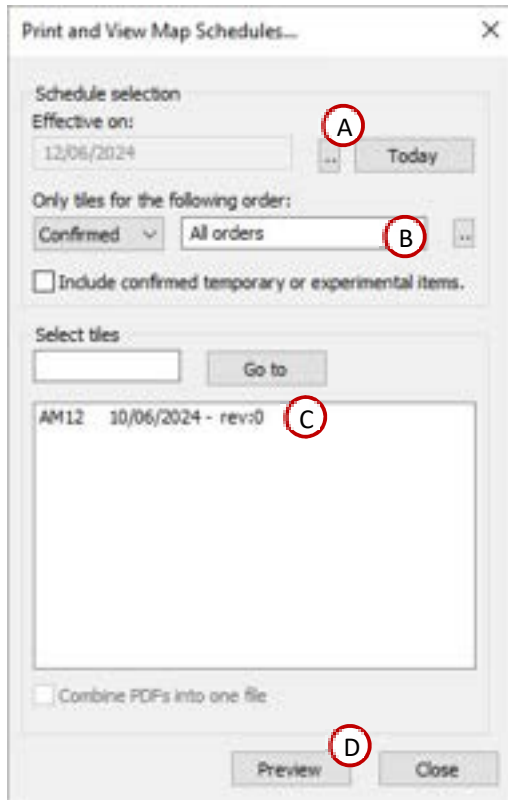 Print and View Map Schedules...
Schedule selection
Effective on:
A
12/06/2024 .. Today
Only tiles for the following order:
Confirmed All orders B ..
Include confirmed temporary or experimental items.
Select tiles
Go to
AM12 10/06/2024 - rev:0 C
Combine PDFs into one file
D
Preview Close